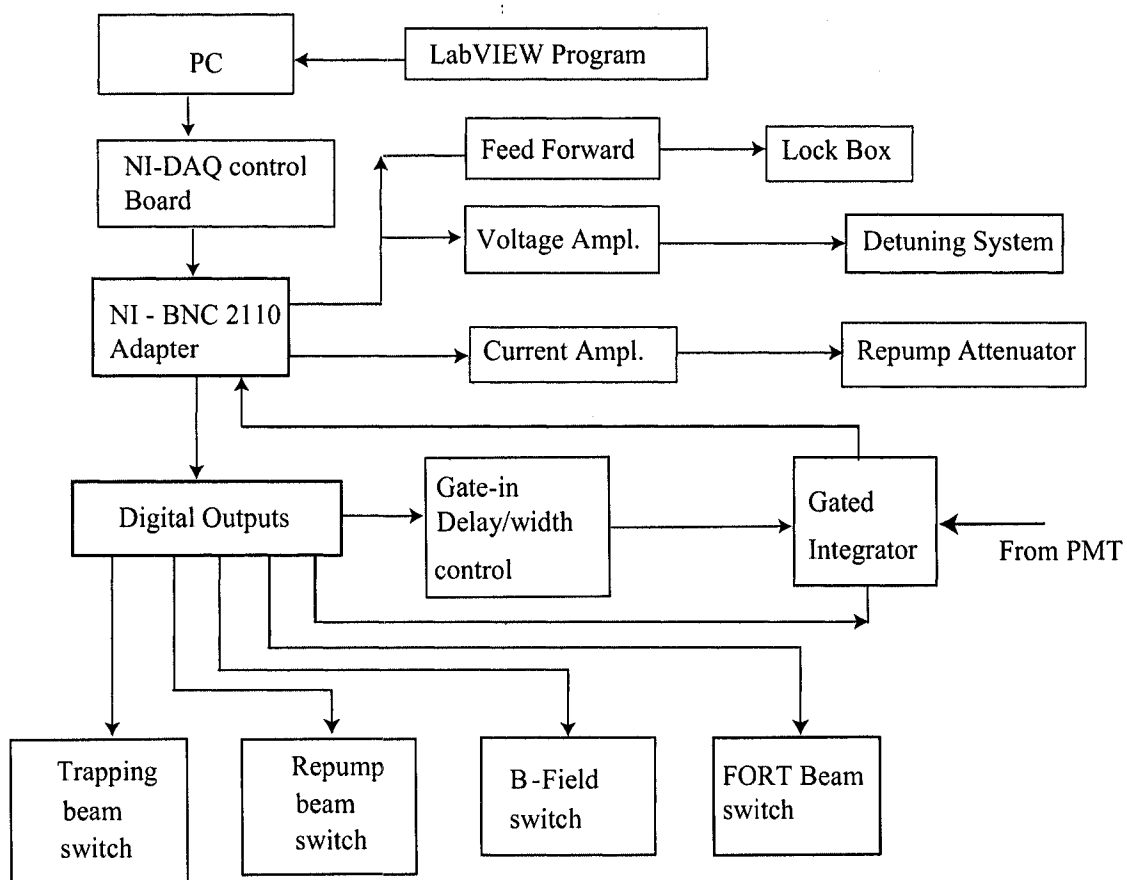 PC
LabVIEW Program
NI-DAQ control
Board
Feed Forward
Lock Box
Voltage Ampl.
Detuning System
NI - BNC 2110
Adapter
Current Ampl.
Repump Attenuator
Digital Outputs
Gate-in
Delay/width
control
Gated
Integrator
From PMT
Trapping
beam
switch
Repump
beam
switch
B-Field
switch
FORT Beam
switch